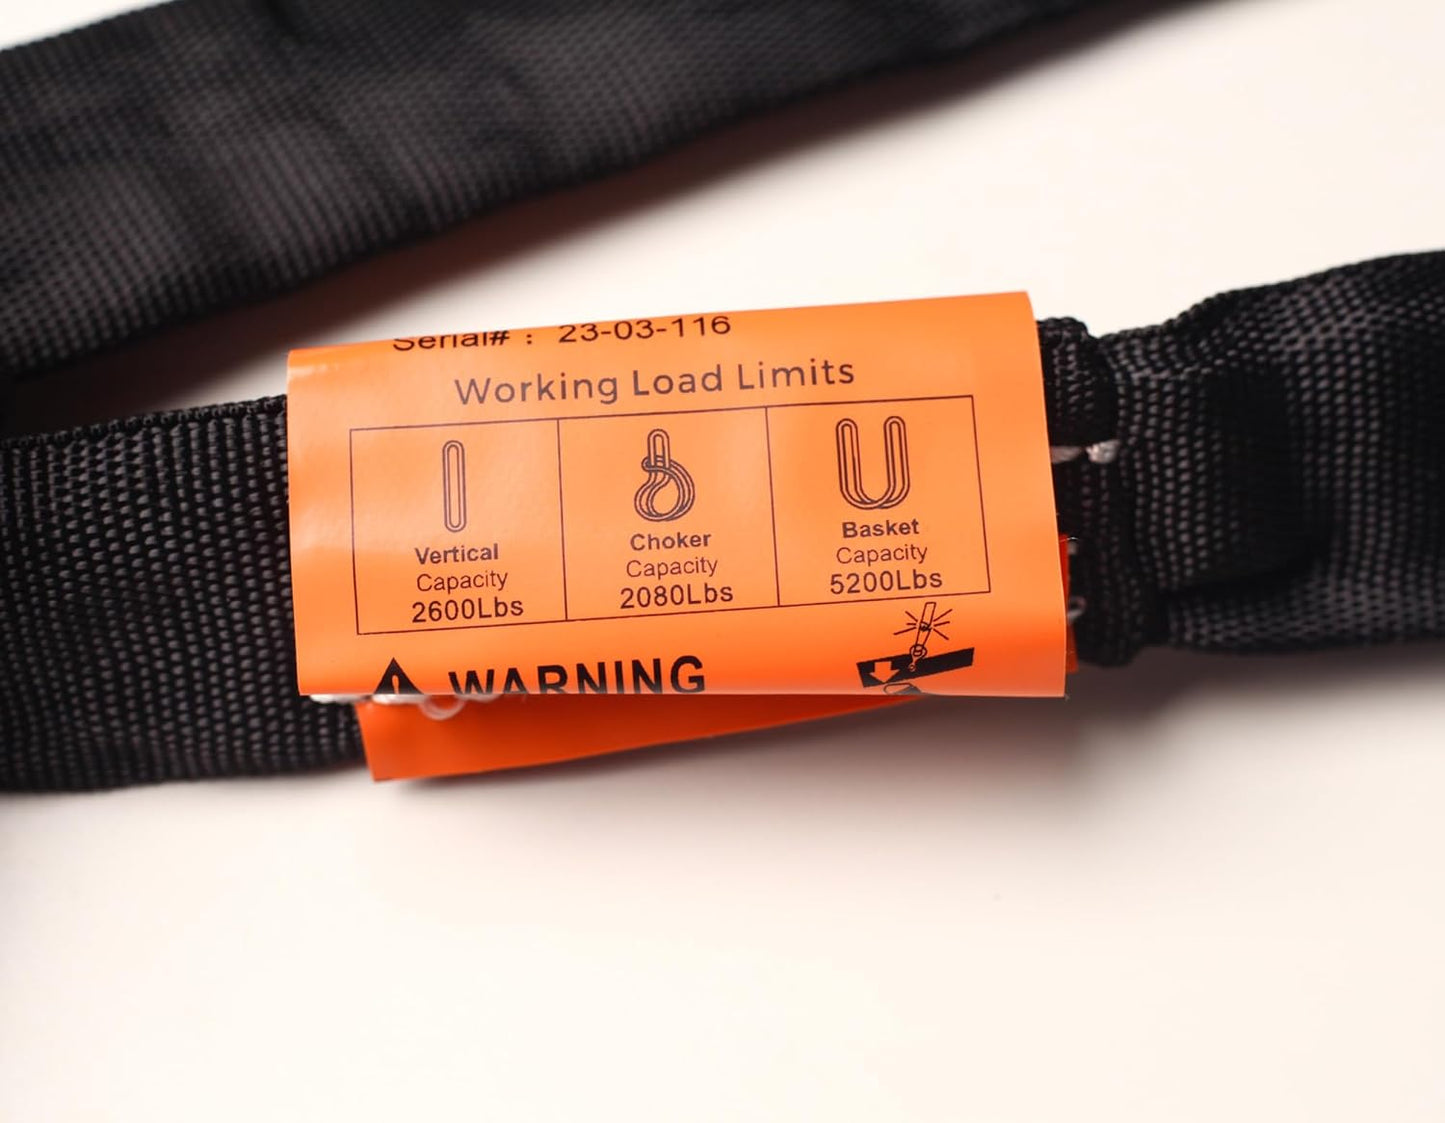 Serial# : 23-03-116
Working Load Limits
Vertical
Capacity
2600Lbs
Choker
Capacity
2080Lbs
Basket
Capacity
5200Lbs
WARNING